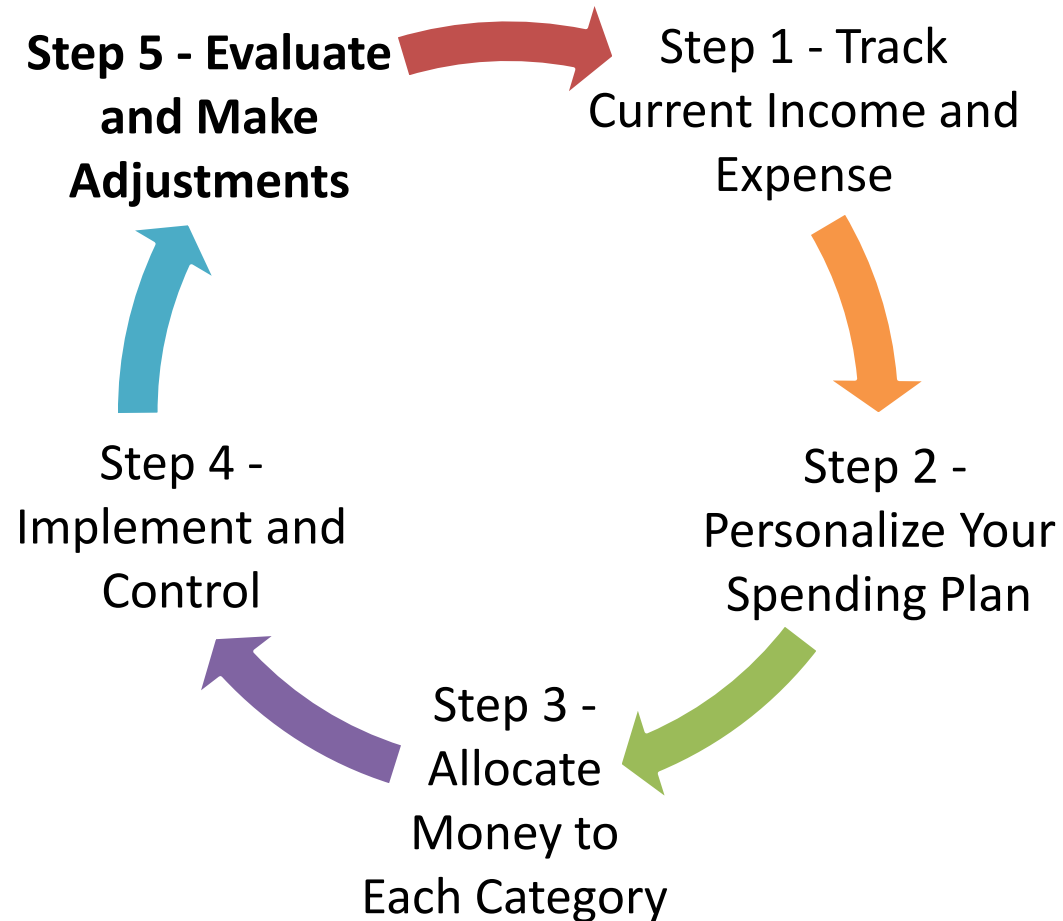 Step 1 - Track
Current Income and
Expense
Step 2 -
Personalize Your
Spending Plan
Step 3 -
Allocate
Money to
Each Category
Step 4 -
Implement and
Control
Step 5 - Evaluate
and Make
Adjustments